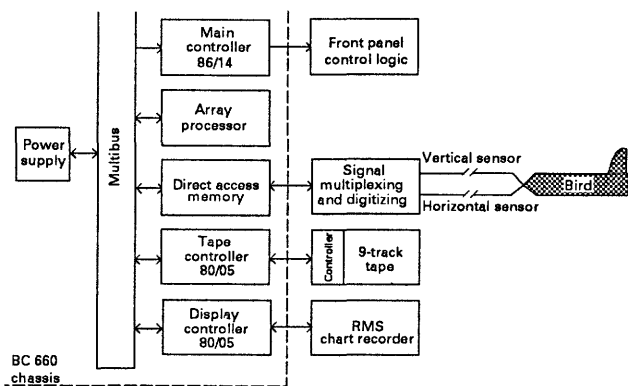 Main
controller
86/14
Front panel
control logic
Array
processor
Power
supply
Multibus
Direct access
memory
Signal
multiplexing
and digitizing
Vertical sensor
Bird
Horizontal sensor
Tape
controller
80/05
Controller
9-track
tape
Display
controller
80/05
RMS
chart recorder
BC 660
chassis